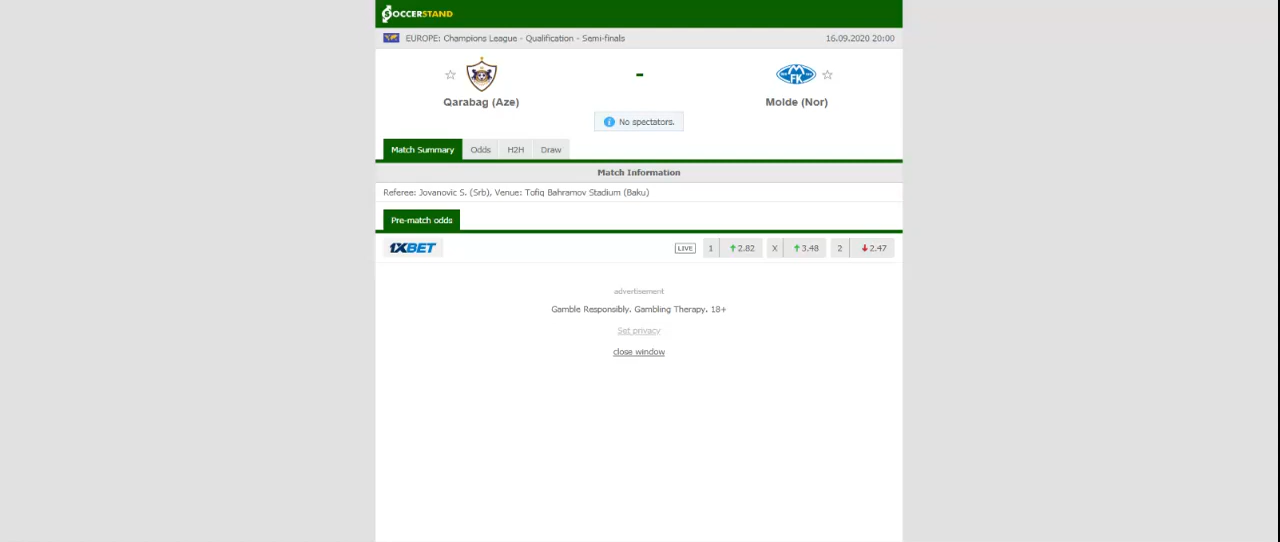 SOCCERSTAND
EUROPE: Champions League - Qualification - Semi-finals 16.09.2020 20:00
-
MFK
Qarabag (Aze) Molde (Nor)
No spectators.
Match Summary Odds H2H Draw
Match Information
Referee: Jovanovic S. (Srb), Venue: Tofiq Bahramov Stadium (Baku)
Pre-match odds
1XBET LIVE 1 2.82 X 3.48 2 2.47
advertisement
Gamble Responsibly. Gambling Therapy. 18+
Set privacy
close window